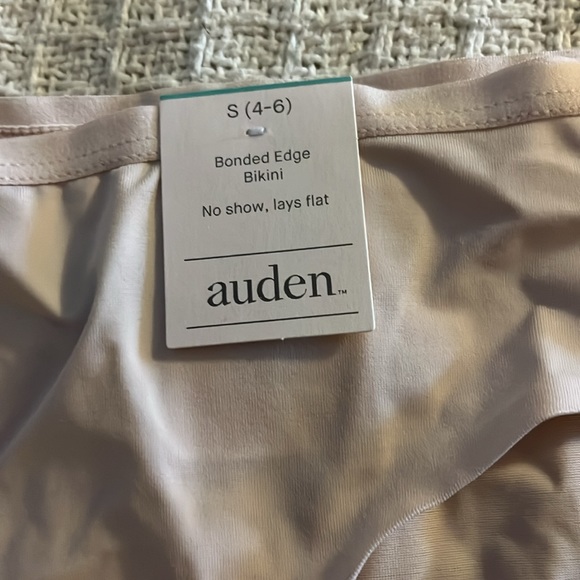 S (4-6)
Bonded Edge
Bikini
No show, lays flat
auden™